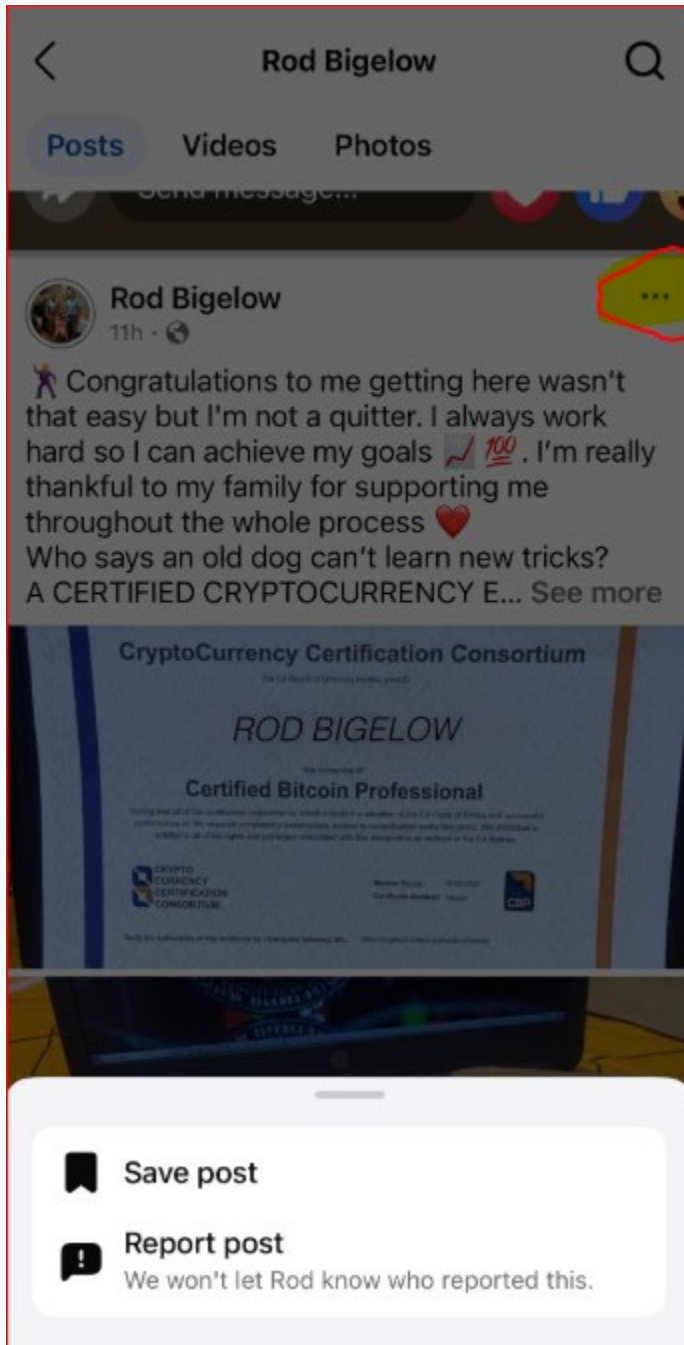 Rod Bigelow
Posts Videos Photos
Send message...
Rod Bigelow
11h ·
Congratulations to me getting here wasn't
that easy but I'm not a quitter. I always work
hard so I can achieve my goals 📈 💯 . I'm really
thankful to my family for supporting me
throughout the whole process ❤️
Who says an old dog can't learn new tricks?
A CERTIFIED CRYPTOCURRENCY E... See more
CryptoCurrency Certification Consortium
ROD BIGELOW
Certified Bitcoin Professional
CRYPTO
CURRENCY
CERTIFICATION
CONSORTIUM
CBP
Save post
Report post
We won't let Rod know who reported this.